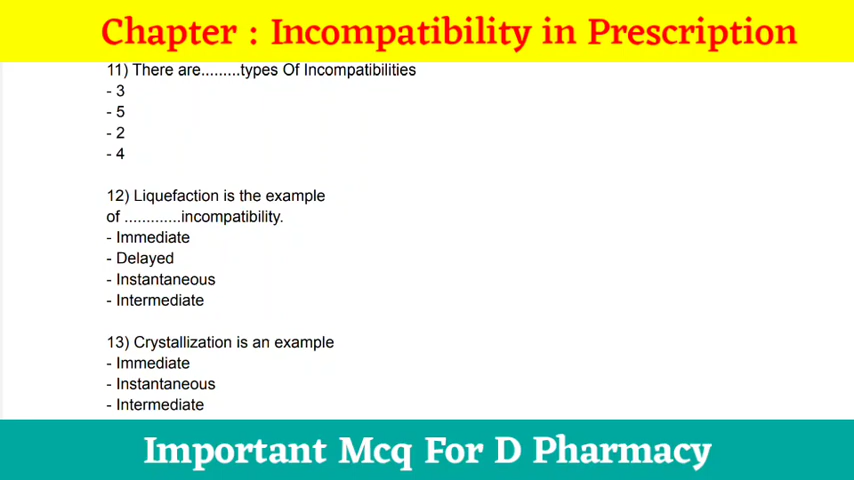 Chapter : Incompatibility in Prescription
11) There are.........types Of Incompatibilities
- 3
- 5
- 2
- 4
12) Liquefaction is the example
of .............incompatibility.
- Immediate
- Delayed
- Instantaneous
- Intermediate
13) Crystallization is an example
- Immediate
- Instantaneous
- Intermediate
Important Mcq For D Pharmacy